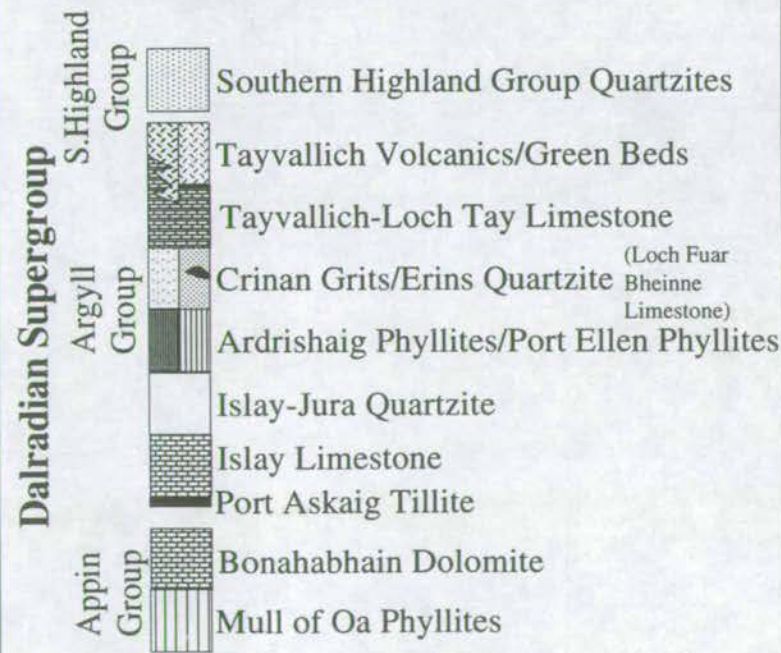 Dalradian Supergroup
S.Highland
Group
Argyll
Group
Appin
Group
Southern Highland Group Quartzites
Tayvallich Volcanics/Green Beds
Tayvallich-Loch Tay Limestone
Crinan Grits/Erins Quartzite
(Loch Fuar
Bheinne
Limestone)
Ardrishaig Phyllites/Port Ellen Phyllites
Islay-Jura Quartzite
Islay Limestone
Port Askaig Tillite
Bonahabhain Dolomite
Mull of Oa Phyllites